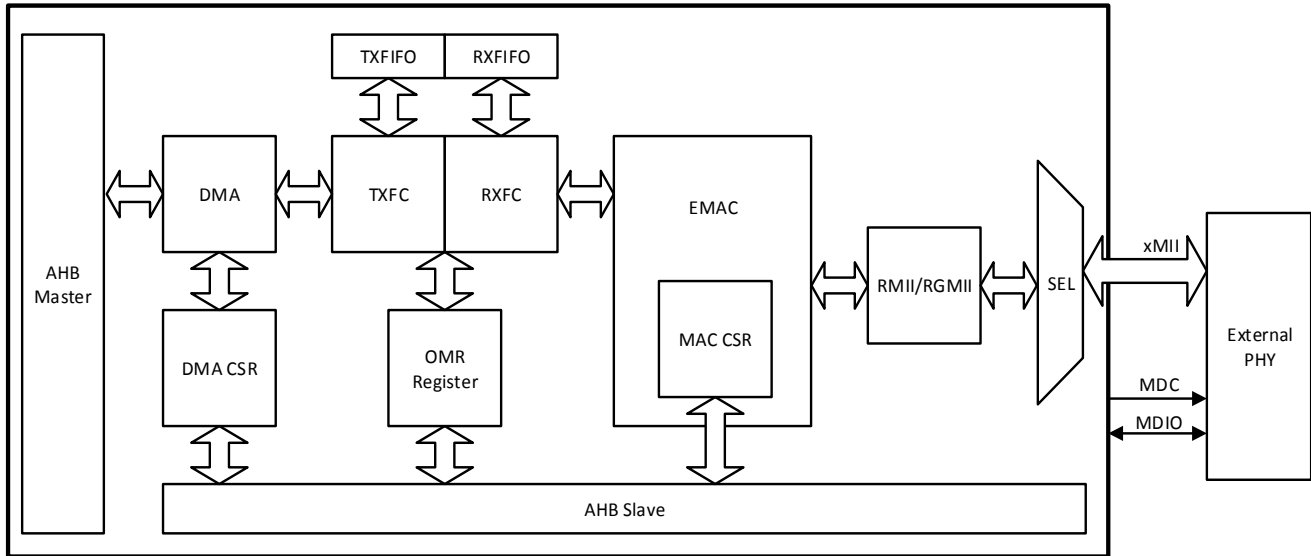 TXFIFO
RXFIFO
DMA
TXFC
RXFC
EMAC
AHB
Master
DMA CSR
OMR
Register
MAC CSR
RMII/RGMII
SEL
xMII
External
PHY
MDC
MDIO
AHB Slave